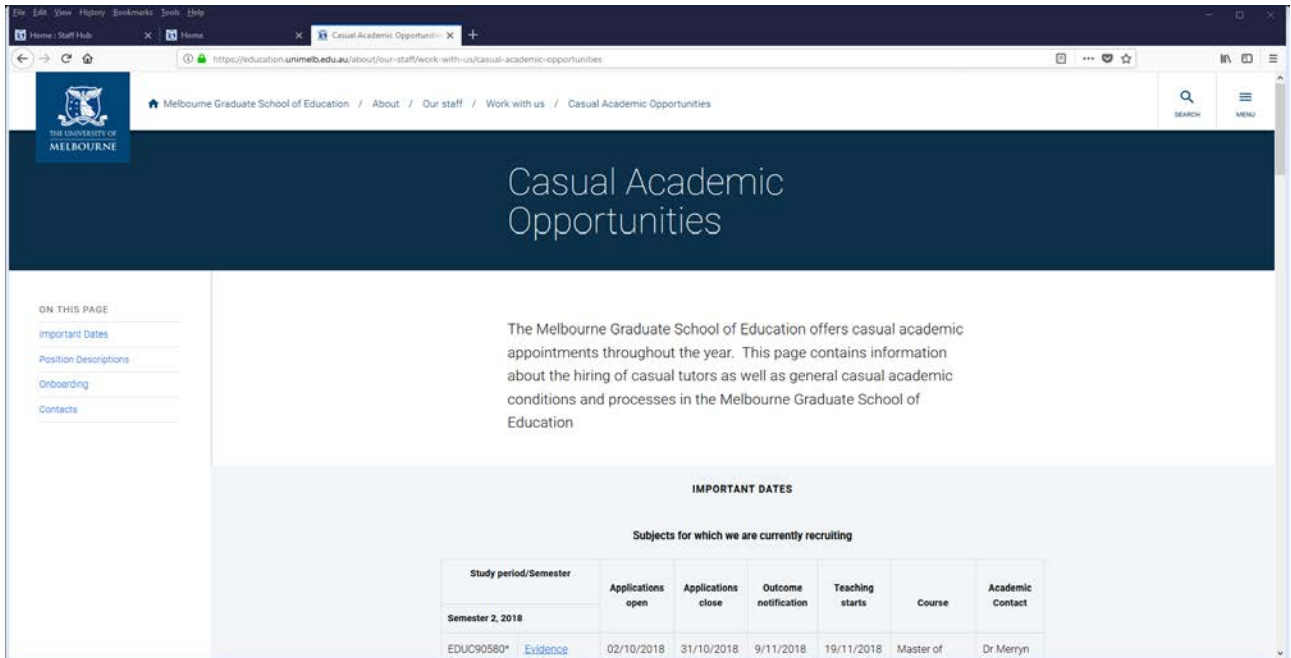 File Edit View History Bookmarks Tools Help
Home : Staff Hub
Home
Casual Academic Opportunitie
https://education.unimelb.edu.au/about/our-staff/work-with-us/casual-academic-opportunities
THE UNIVERSITY OF
MELBOURNE
Melbourne Graduate School of Education / About / Our staff / Work with us / Casual Academic Opportunities
SEARCH
MENU
Casual Academic
Opportunities
ON THIS PAGE
Important Dates
Position Descriptions
Onboarding
Contacts
The Melbourne Graduate School of Education offers casual academic
appointments throughout the year. This page contains information
about the hiring of casual tutors as well as general casual academic
conditions and processes in the Melbourne Graduate School of
Education
IMPORTANT DATES
Subjects for which we are currently recruiting
Study period/Semester
Applications open
Applications close
Outcome notification
Teaching starts
Course
Academic Contact
Semester 2, 2018
EDUC90580* Evidence 02/10/2018 31/10/2018 9/11/2018 19/11/2018 Master of Dr Merryn